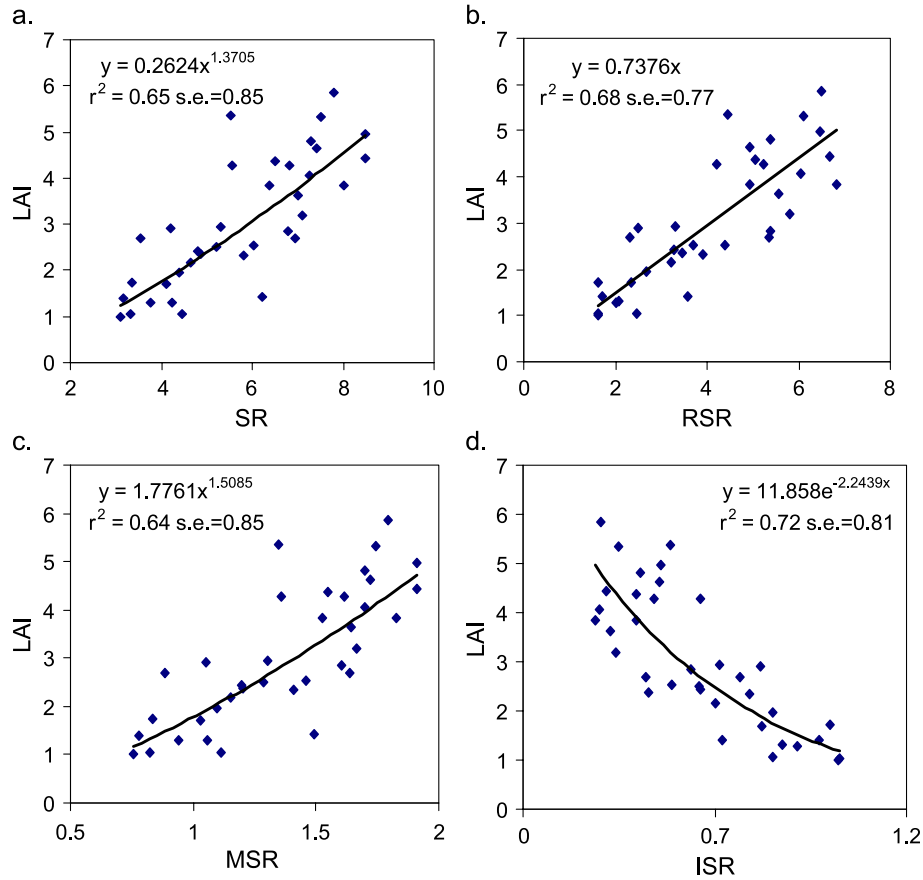 a.
y = 0.2624x^1.3705
r² = 0.65 s.e.=0.85
LAI
7
6
5
4
3
2
1
0
2 4 6 8 10
SR
b.
y = 0.7376x
r² = 0.68 s.e.=0.77
LAI
7
6
5
4
3
2
1
0
0 2 4 6 8
RSR
c.
y = 1.7761x^1.5085
r² = 0.64 s.e.=0.85
LAI
7
6
5
4
3
2
1
0
0.5 1 1.5 2
MSR
d.
y = 11.858e^-2.2439x
r² = 0.72 s.e.=0.81
LAI
7
6
5
4
3
2
1
0
0 0.7 1.2
ISR